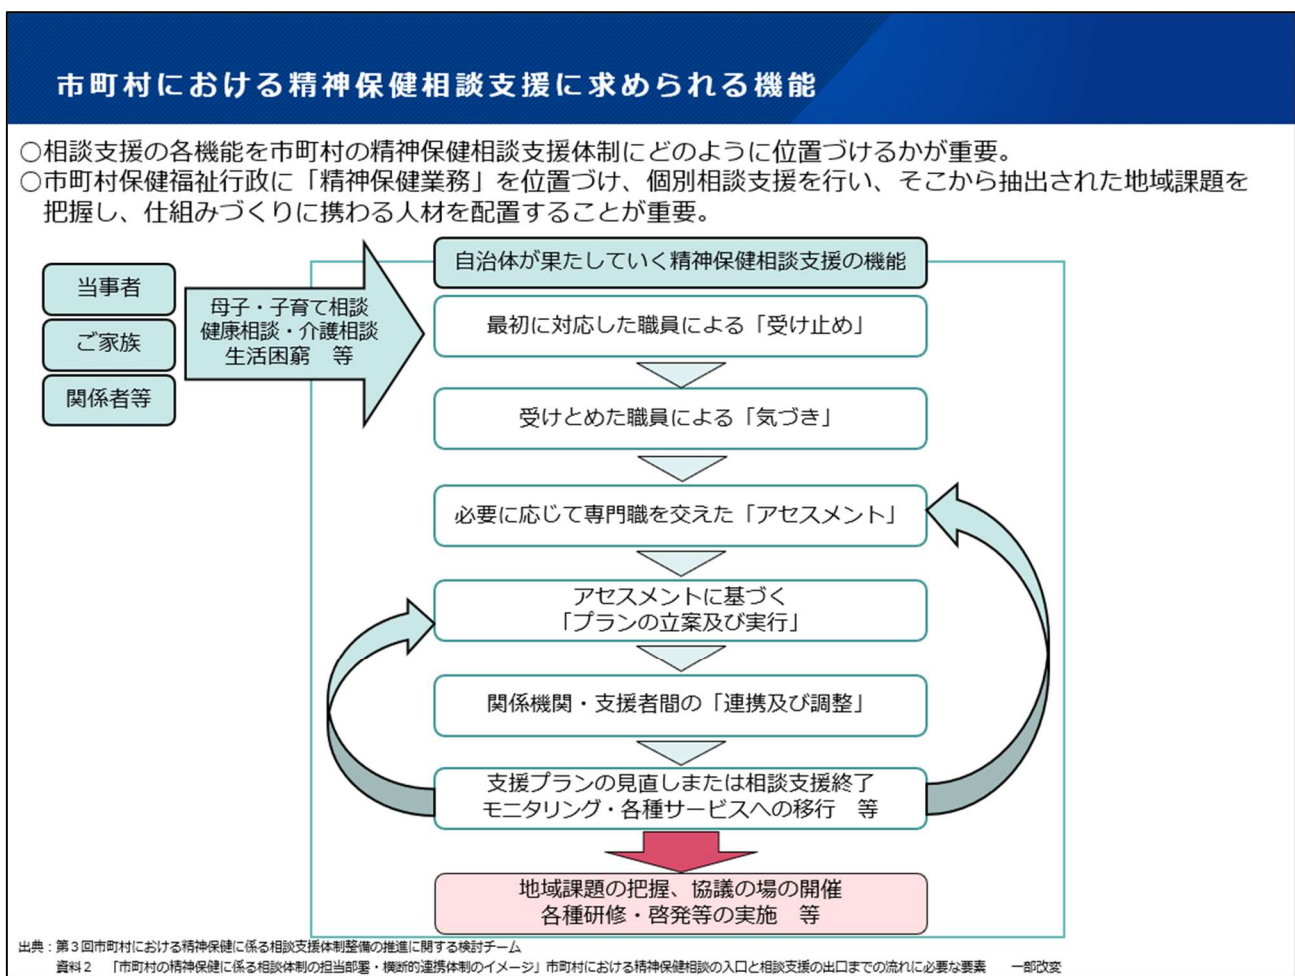 市町村における精神保健相談支援に求められる機能
○相談支援の各機能を市町村の精神保健相談支援体制にどのように位置づけるかが重要。
○市町村保健福祉行政に「精神保健業務」を位置づけ、個別相談支援を行い、そこから抽出された地域課題を
把握し、仕組みづくりに携わる人材を配置することが重要。
当事者
ご家族
関係者等
母子・子育て相談
健康相談・介護相談
生活困窮　等
自治体が果たしていく精神保健相談支援の機能
最初に対応した職員による「受け止め」
受けとめた職員による「気づき」
必要に応じて専門職を交えた「アセスメント」
アセスメントに基づく
「プランの立案及び実行」
関係機関・支援者間の「連携及び調整」
支援プランの見直しまたは相談支援終了
モニタリング・各種サービスへの移行　等
地域課題の把握、協議の場の開催
各種研修・啓発等の実施　等
出典：第３回市町村における精神保健に係る相談支援体制整備の推進に関する検討チーム
資料２　「市町村の精神保健に係る相談体制の担当部署・横断的連携体制のイメージ」市町村における精神保健相談の入口と相談支援の出口までの流れに必要な要素　一部改変